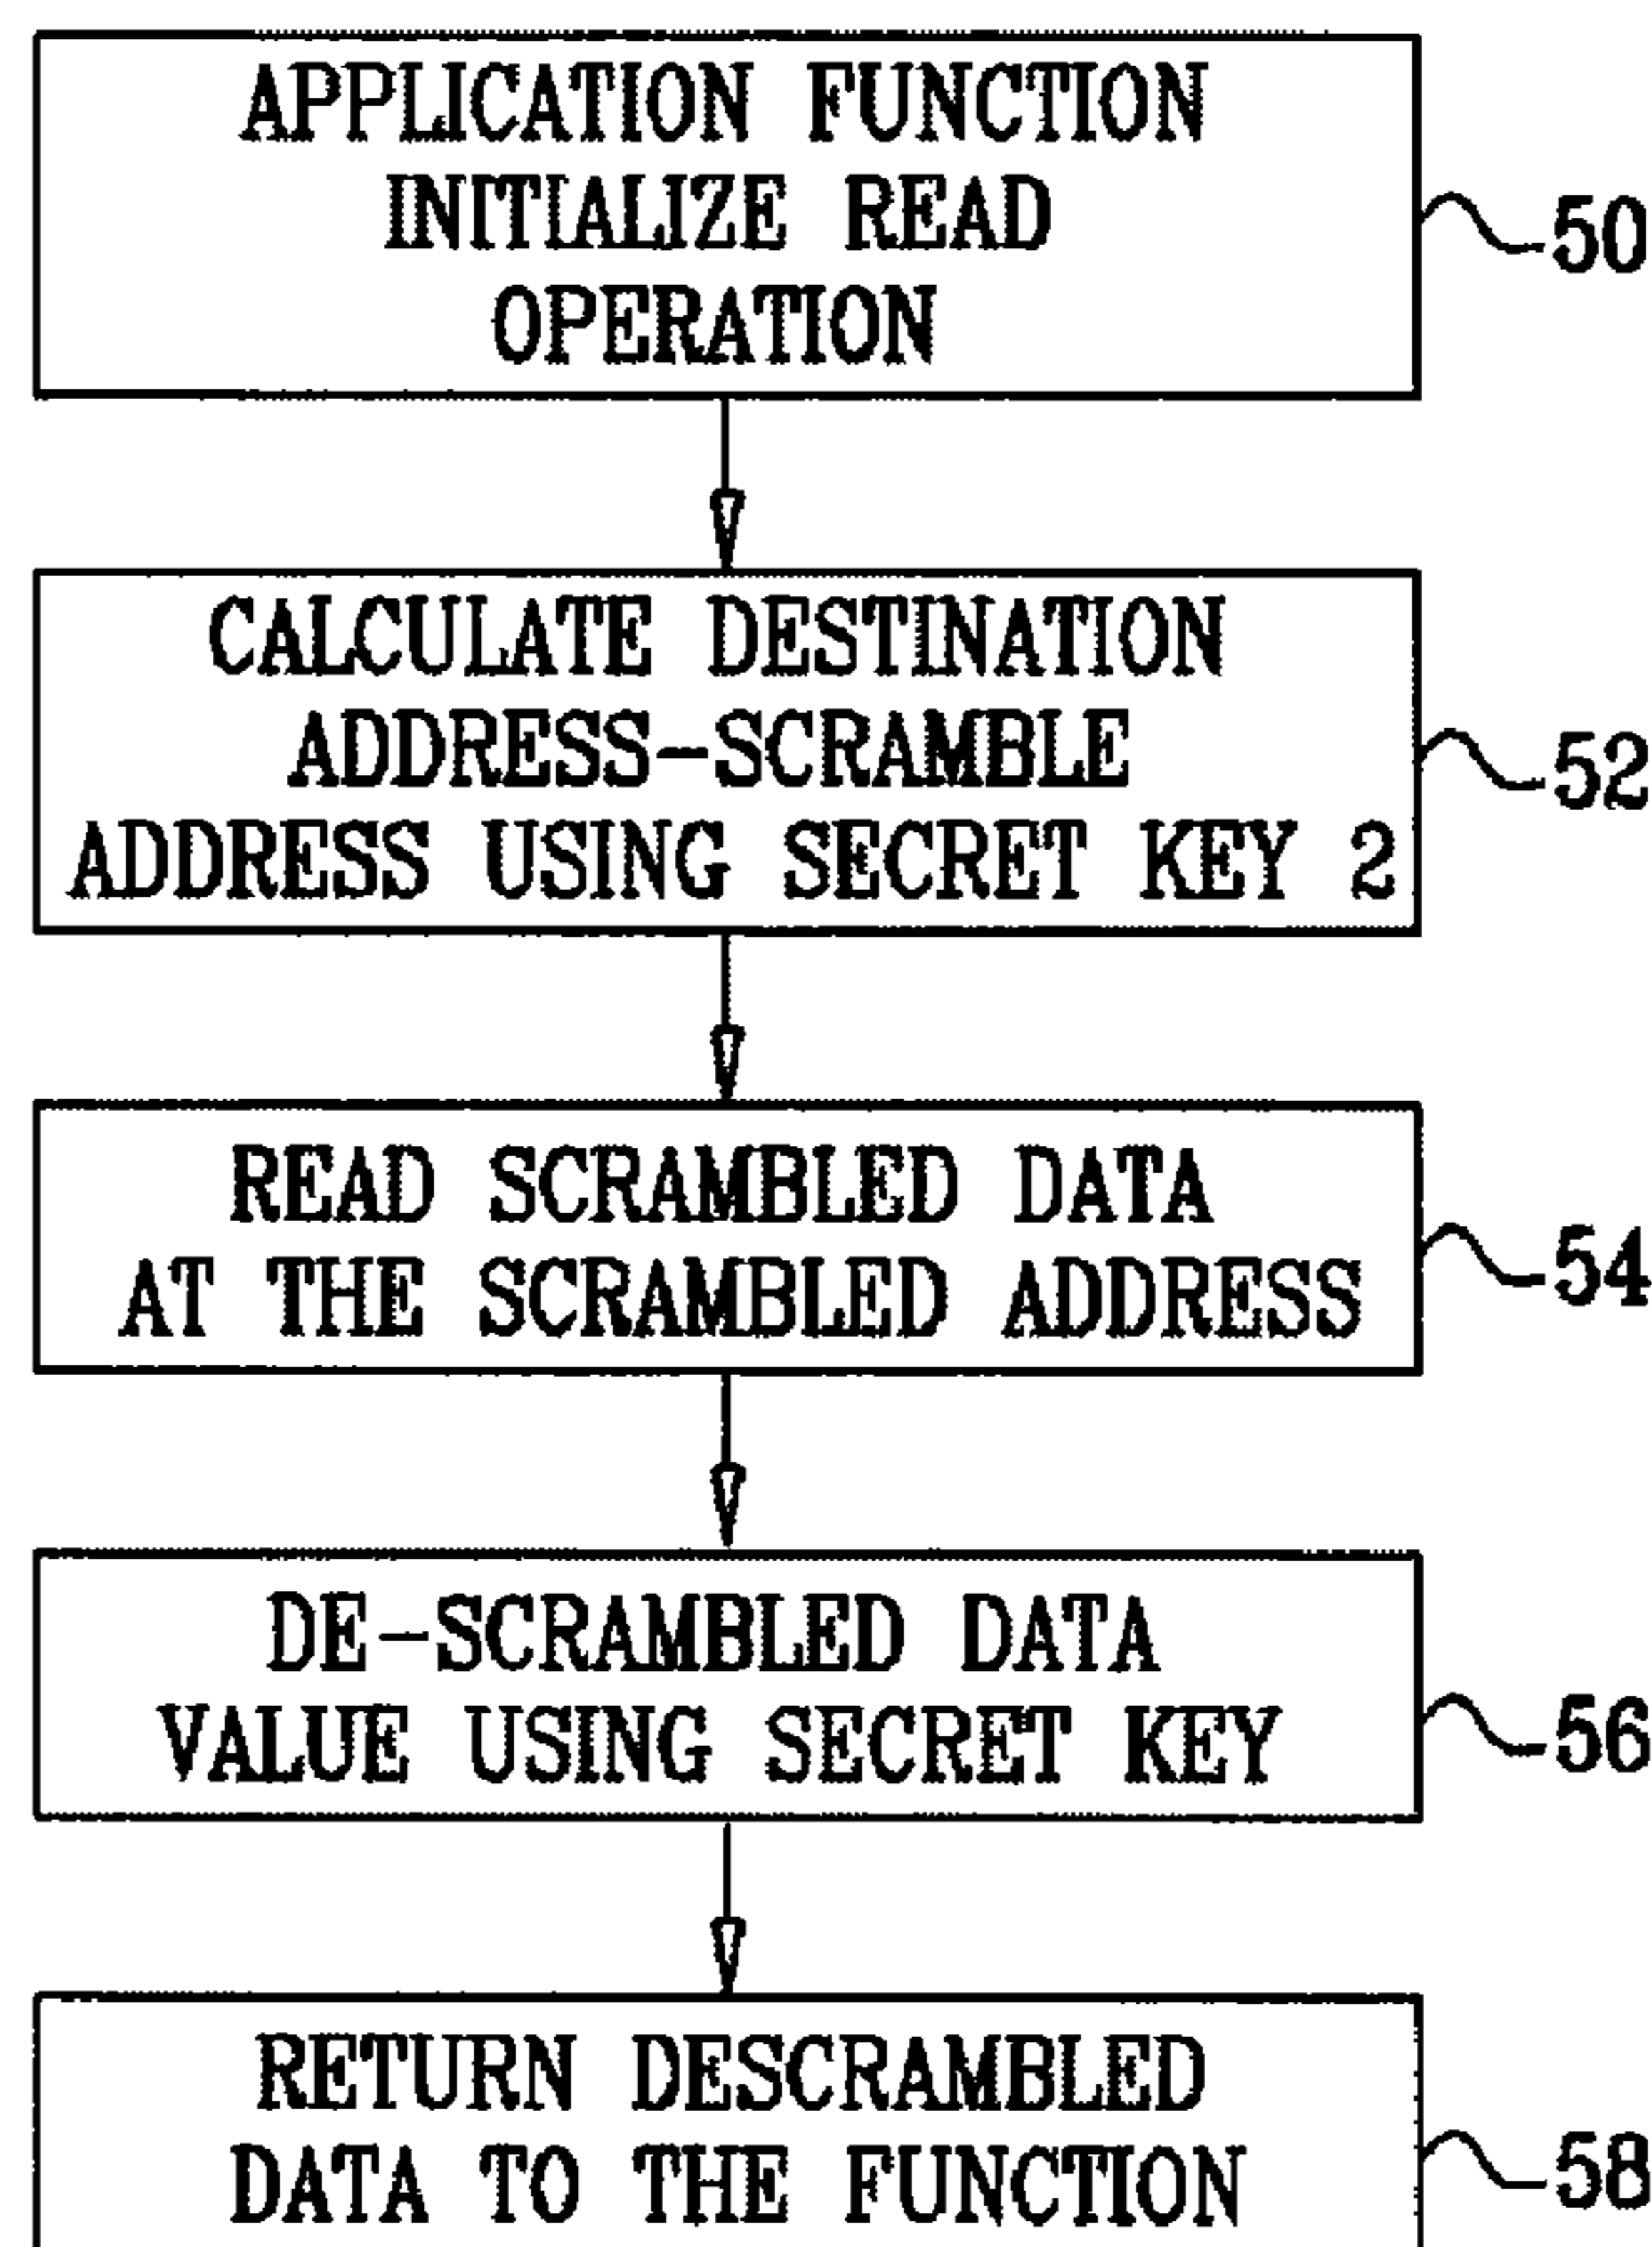 APPLICATION FUNCTION
INITIALIZE READ
OPERATION
50
CALCULATE DESTINATION
ADDRESS-SCRAMBLE
ADDRESS USING SECRET KEY 2
52
READ SCRAMBLED DATA
AT THE SCRAMBLED ADDRESS
54
DE-SCRAMBLED DATA
VALUE USING SECRET KEY
56
RETURN DESCRAMBLED
DATA TO THE FUNCTION
58